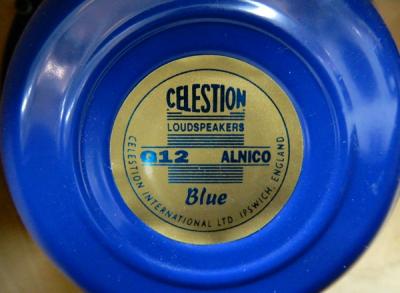 CELESTION
LOUDSPEAKERS
G12 ALNICO
Blue
CELESTION INTERNATIONAL LTD IPSWICH, ENGLAND